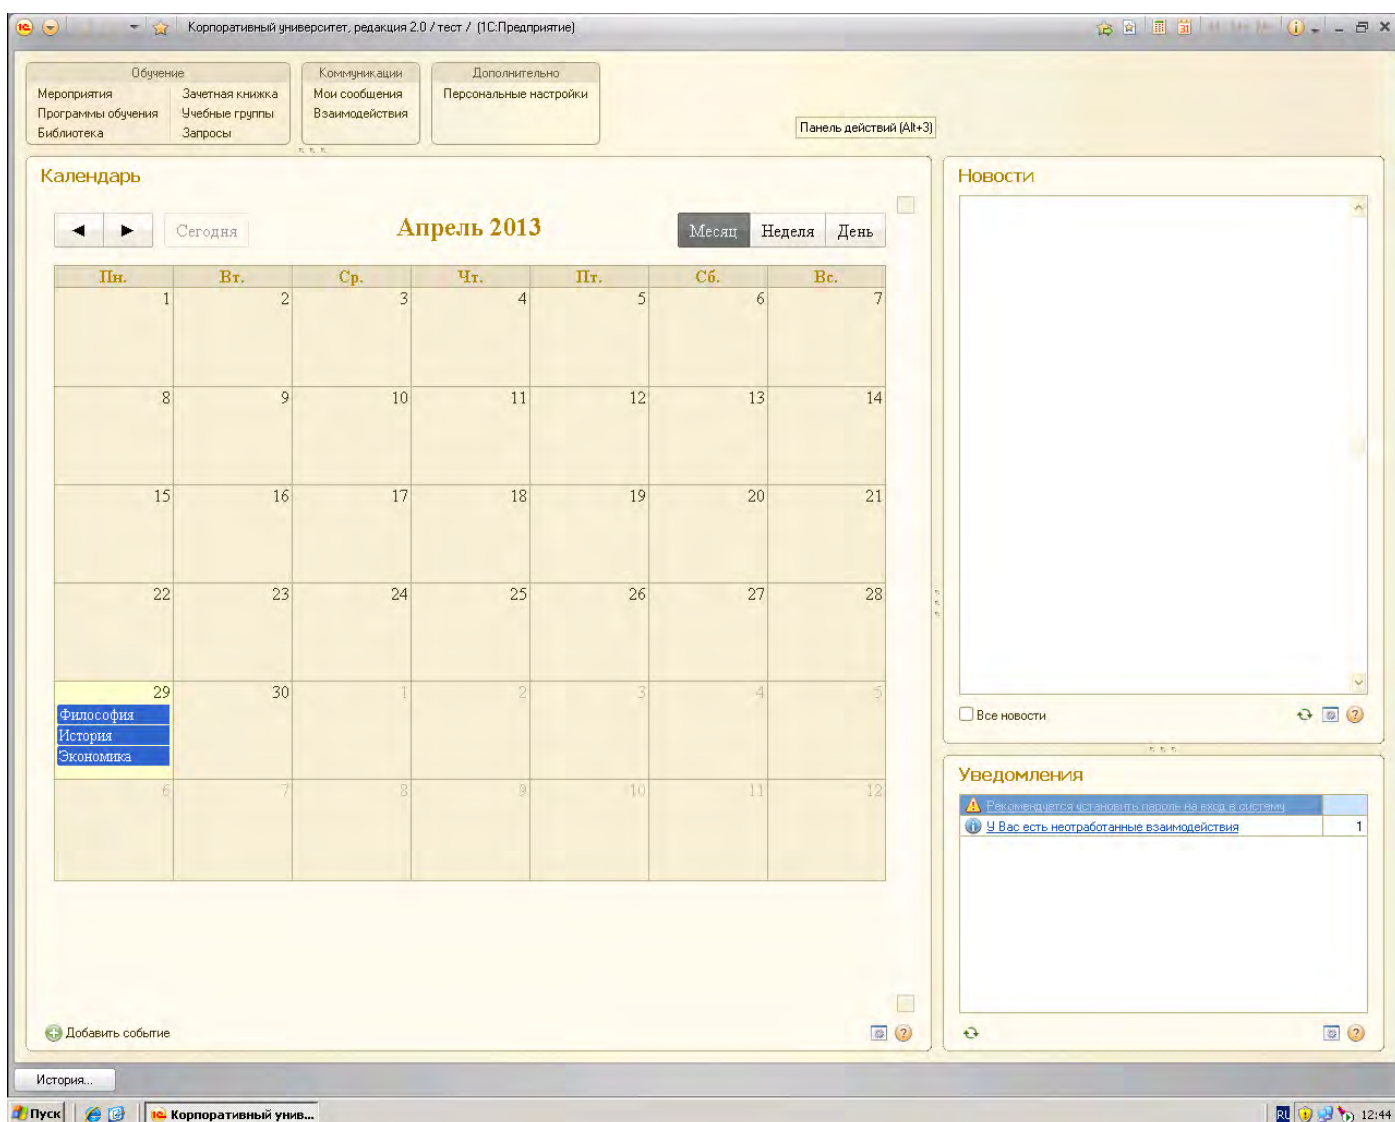 Корпоративный университет, редакция 2.0 / тест / (1С:Предприятие)
Обучение
Мероприятия
Зачетная книжка
Программы обучения
Учебные группы
Библиотека
Запросы
Коммуникации
Мои сообщения
Взаимодействия
Дополнительно
Персональные настройки
Панель действий (Alt+3)
Календарь
Сегодня
Апрель 2013
Месяц Неделя День
Пн. Вт. Ср. Чт. Пт. Сб. Вс.
1 2 3 4 5 6 7
8 9 10 11 12 13 14
15 16 17 18 19 20 21
22 23 24 25 26 27 28
29 30 1 2 3 4 5
Философия
История
Экономика
6 7 8 9 10 11 12
Добавить событие
Новости
Все новости
Уведомления
Рекомендуется установить пароль на вход в систему
У Вас есть неотработанные взаимодействия 1
История...
Пуск
Корпоративный унив...
RU
12:44